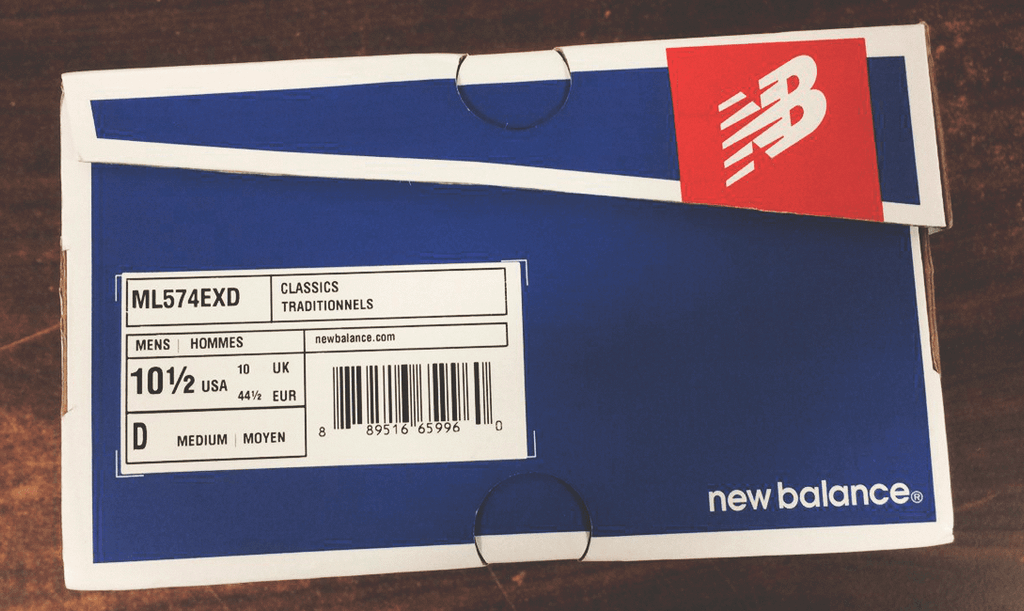 NB
ML574EXD
CLASSICS
TRADITIONNELS
MENS | HOMMES
newbalance.com
10½ USA
10 UK
44½ EUR
D MEDIUM | MOYEN
8 89516 65996 0
new balance®